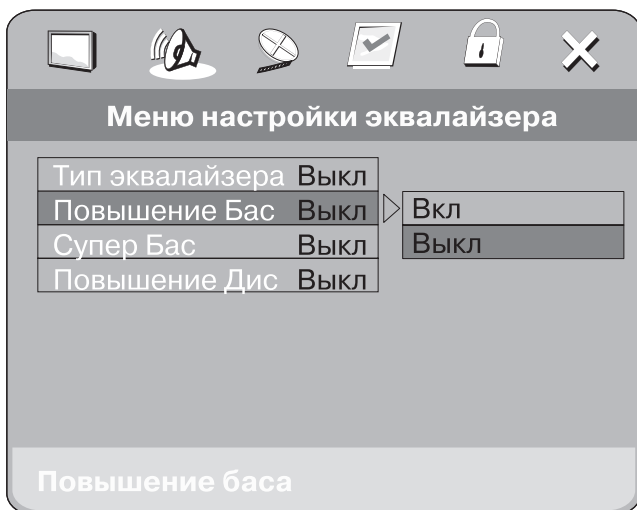 Меню настройки эквалайзера
Тип эквалайзера Выкл
Повышение Бас Выкл Вкл
Супер Бас Выкл Выкл
Повышение Дис Выкл
Повышение баса